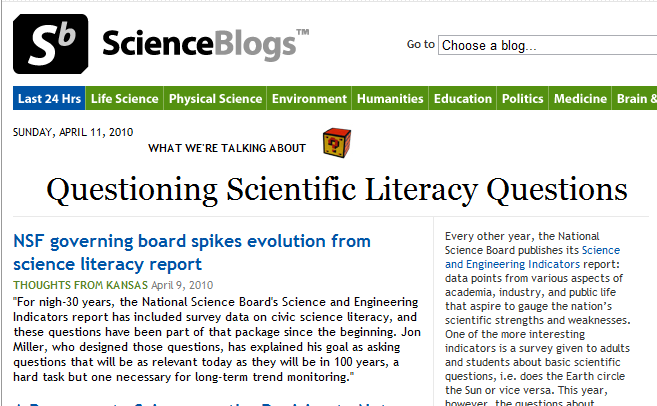 Sb ScienceBlogs™
Go to Choose a blog...
Last 24 Hrs Life Science Physical Science Environment Humanities Education Politics Medicine Brain &
SUNDAY, APRIL 11, 2010
WHAT WE'RE TALKING ABOUT
Questioning Scientific Literacy Questions
NSF governing board spikes evolution from
science literacy report
THOUGHTS FROM KANSAS April 9, 2010
"For nigh-30 years, the National Science Board's Science and Engineering
Indicators report has included survey data on civic science literacy, and
these questions have been part of that package since the beginning. Jon
Miller, who designed those questions, has explained his goal as asking
questions that will be as relevant today as they will be in 100 years, a
hard task but one necessary for long-term trend monitoring."
Every other year, the National
Science Board publishes its Science
and Engineering Indicators report:
data points from various aspects of
academia, industry, and public life
that aspire to gauge the nation's
scientific strengths and weaknesses.
One of the more interesting
indicators is a survey given to adults
and students about basic scientific
questions, i.e. does the Earth circle
the Sun or vice versa. This year,
however, the questions about